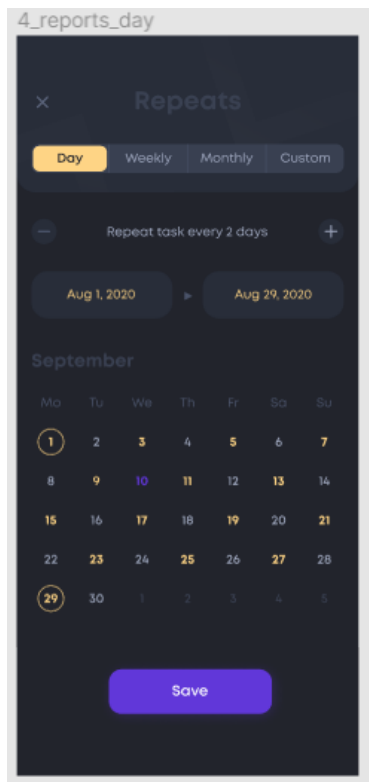 4_reports_day
Repeats
Day Weekly Monthly Custom
Repeat task every 2 days
Aug 1, 2020 Aug 29, 2020
September
Mo Tu We Th Fr Sa Su
1 2 3 4 5 6 7
8 9 10 11 12 13 14
15 16 17 18 19 20 21
22 23 24 25 26 27 28
29 30 1 2 3 4 5
Save